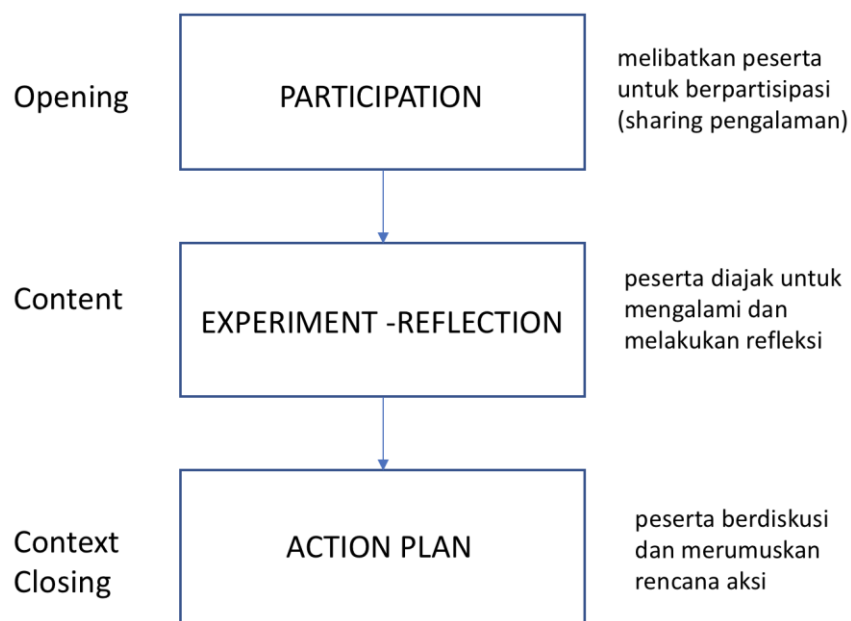 Opening
PARTICIPATION
melibatkan peserta
untuk berpartisipasi
(sharing pengalaman)
Content
EXPERIMENT -REFLECTION
peserta diajak untuk
mengalami dan
melakukan refleksi
Context
Closing
ACTION PLAN
peserta berdiskusi
dan merumuskan
rencana aksi